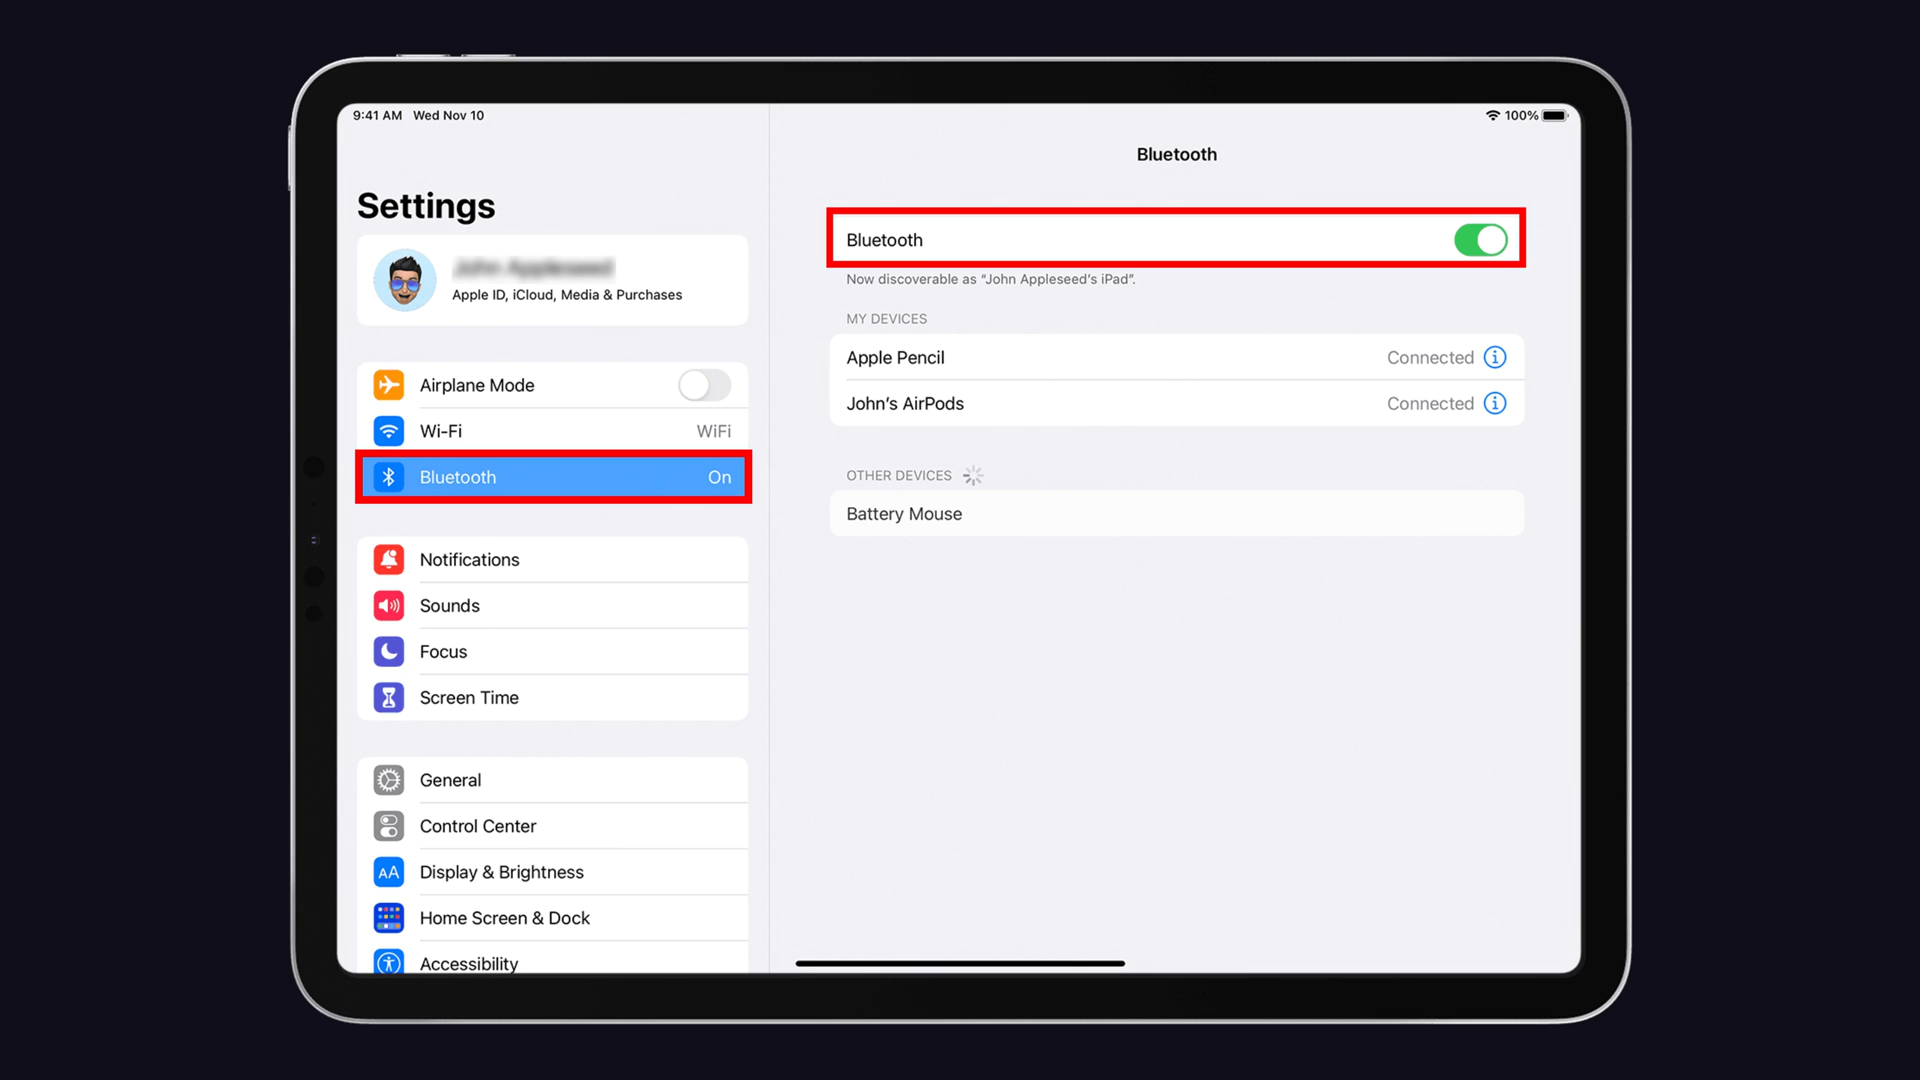 9:41 AM Wed Nov 10
100%
Settings
Apple ID, iCloud, Media & Purchases
Airplane Mode
Wi-Fi WiFi
Bluetooth On
Notifications
Sounds
Focus
Screen Time
General
Control Center
AA Display & Brightness
Home Screen & Dock
Accessibility
Bluetooth
Bluetooth
Now discoverable as “John Appleseed’s iPad”.
MY DEVICES
Apple Pencil Connected
John’s AirPods Connected
OTHER DEVICES
Battery Mouse